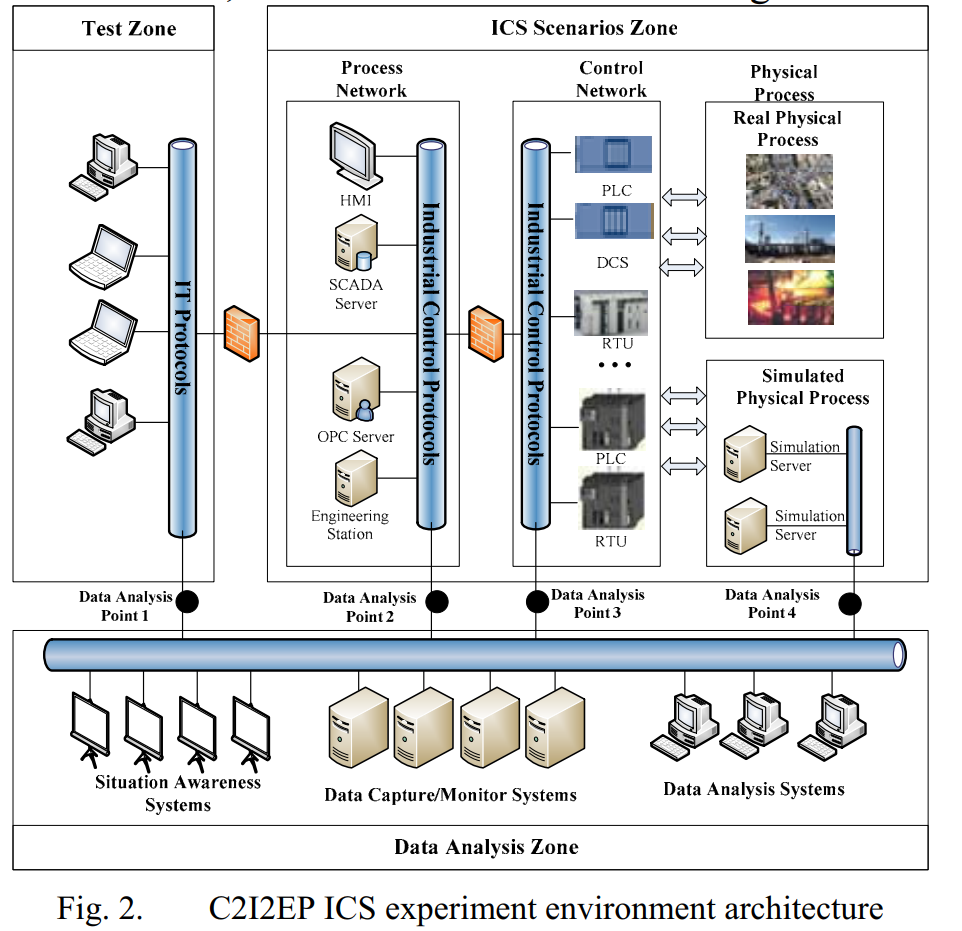 Test Zone
ICS Scenarios Zone
Process
Network
Control
Network
Physical
Process
Real Physical
Process
IT Protocols
HMI
SCADA
Server
OPC Server
Engineering
Station
Industrial Control Protocols
Industrial Control Protocols
PLC
DCS
RTU
...
PLC
RTU
Simulated
Physical Process
Simulation
Server
Simulation
Server
Data Analysis
Point 1
Data Analysis
Point 2
Data Analysis
Point 3
Data Analysis
Point 4
Situation Awareness
Systems
Data Capture/Monitor Systems
Data Analysis Systems
Data Analysis Zone
Fig. 2. C2I2EP ICS experiment environment architecture